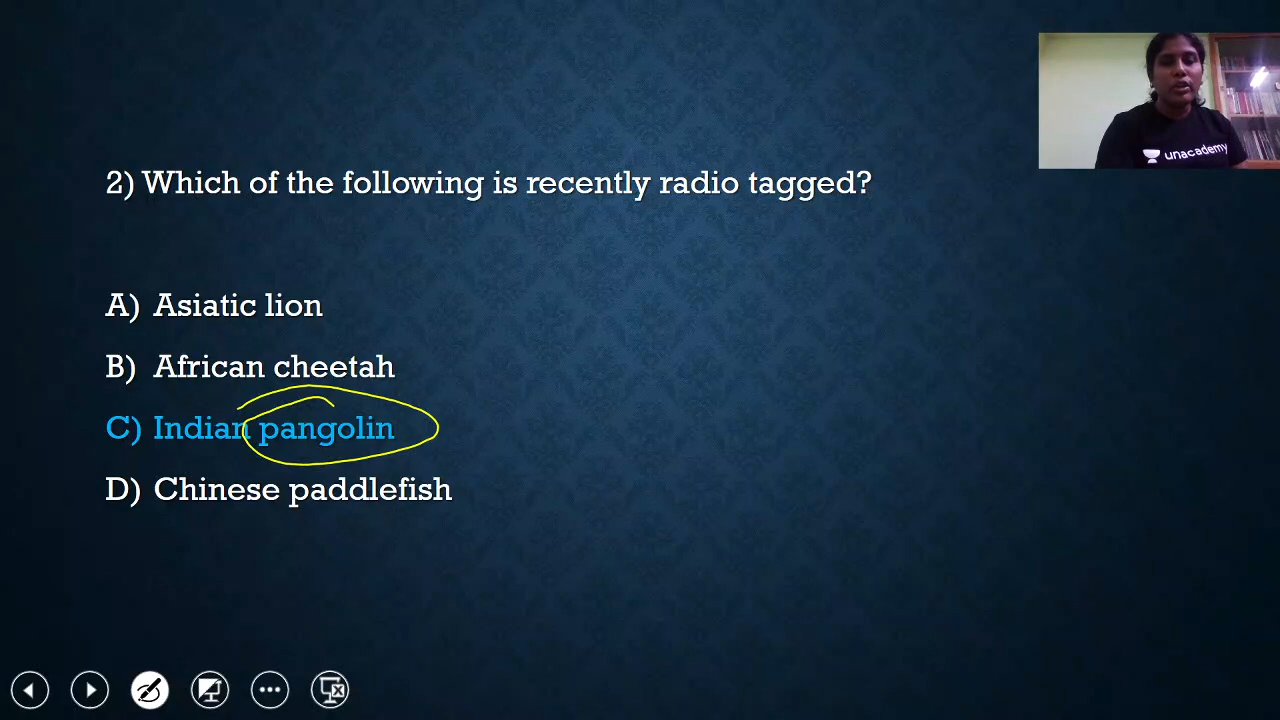 unacademy
2) Which of the following is recently radio tagged?
A) Asiatic lion
B) African cheetah
C) Indian pangolin
D) Chinese paddlefish